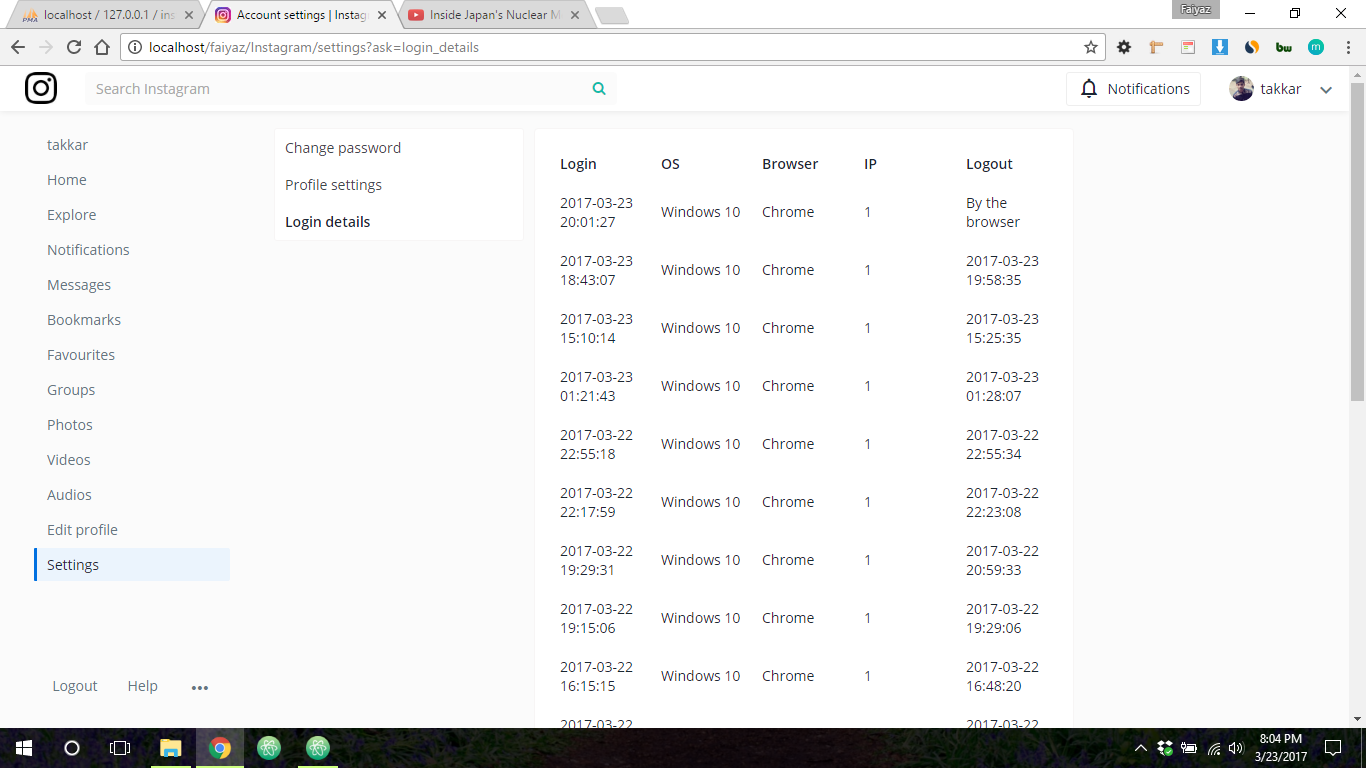 localhost / 127.0.0.1 / ins
Account settings | Instag
Inside Japan's Nuclear M
Faiyaz
localhost/faiyaz/Instagram/settings?ask=login_details
Search Instagram
Notifications
takkar
takkar
Home
Explore
Notifications
Messages
Bookmarks
Favourites
Groups
Photos
Videos
Audios
Edit profile
Settings
Logout Help
Change password
Profile settings
Login details
Login OS Browser IP Logout
2017-03-23 20:01:27 Windows 10 Chrome 1 By the browser
2017-03-23 18:43:07 Windows 10 Chrome 1 2017-03-23 19:58:35
2017-03-23 15:10:14 Windows 10 Chrome 1 2017-03-23 15:25:35
2017-03-23 01:21:43 Windows 10 Chrome 1 2017-03-23 01:28:07
2017-03-22 22:55:18 Windows 10 Chrome 1 2017-03-22 22:55:34
2017-03-22 22:17:59 Windows 10 Chrome 1 2017-03-22 22:23:08
2017-03-22 19:29:31 Windows 10 Chrome 1 2017-03-22 20:59:33
2017-03-22 19:15:06 Windows 10 Chrome 1 2017-03-22 19:29:06
2017-03-22 16:15:15 Windows 10 Chrome 1 2017-03-22 16:48:20
2017-03-22 2017-03-22
8:04 PM
3/23/2017